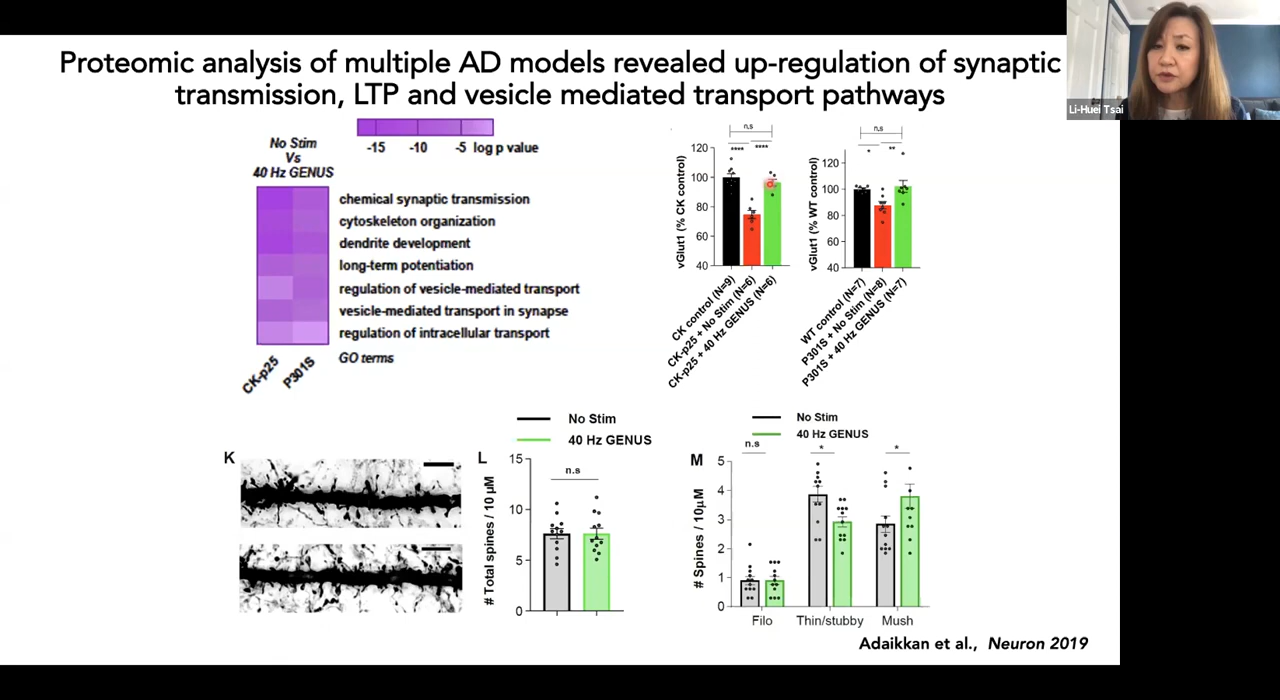 Proteomic analysis of multiple AD models revealed up-regulation of synaptic
transmission, LTP and vesicle mediated transport pathways
Li-Huei Tsai
No Stim
Vs
40 Hz GENUS
-15 -10 -5 log p value
chemical synaptic transmission
cytoskeleton organization
dendrite development
long-term potentiation
regulation of vesicle-mediated transport
vesicle-mediated transport in synapse
regulation of intracellular transport
GO terms
CK-p25
P301S
n,s
**** ****
vGlut1 (% CK control)
120
100
80
60
40
CK control (N=9)
CK-p25 + No Stim (N=6)
CK-p25 + 40 Hz GENUS (N=6)
n,s
* **
vGlut1 (% WT control)
120
100
80
60
40
WT control (N=7)
P301S + No Stim (N=8)
P301S + 40 Hz GENUS (N=7)
K
L
No Stim
40 Hz GENUS
n.s
# Total spines / 10 µM
15
10
5
0
M
No Stim
40 Hz GENUS
n.s * *
# Spines / 10µM
5
4
3
2
1
0
Filo Thin/stubby Mush
Adaikkan et al., Neuron 2019